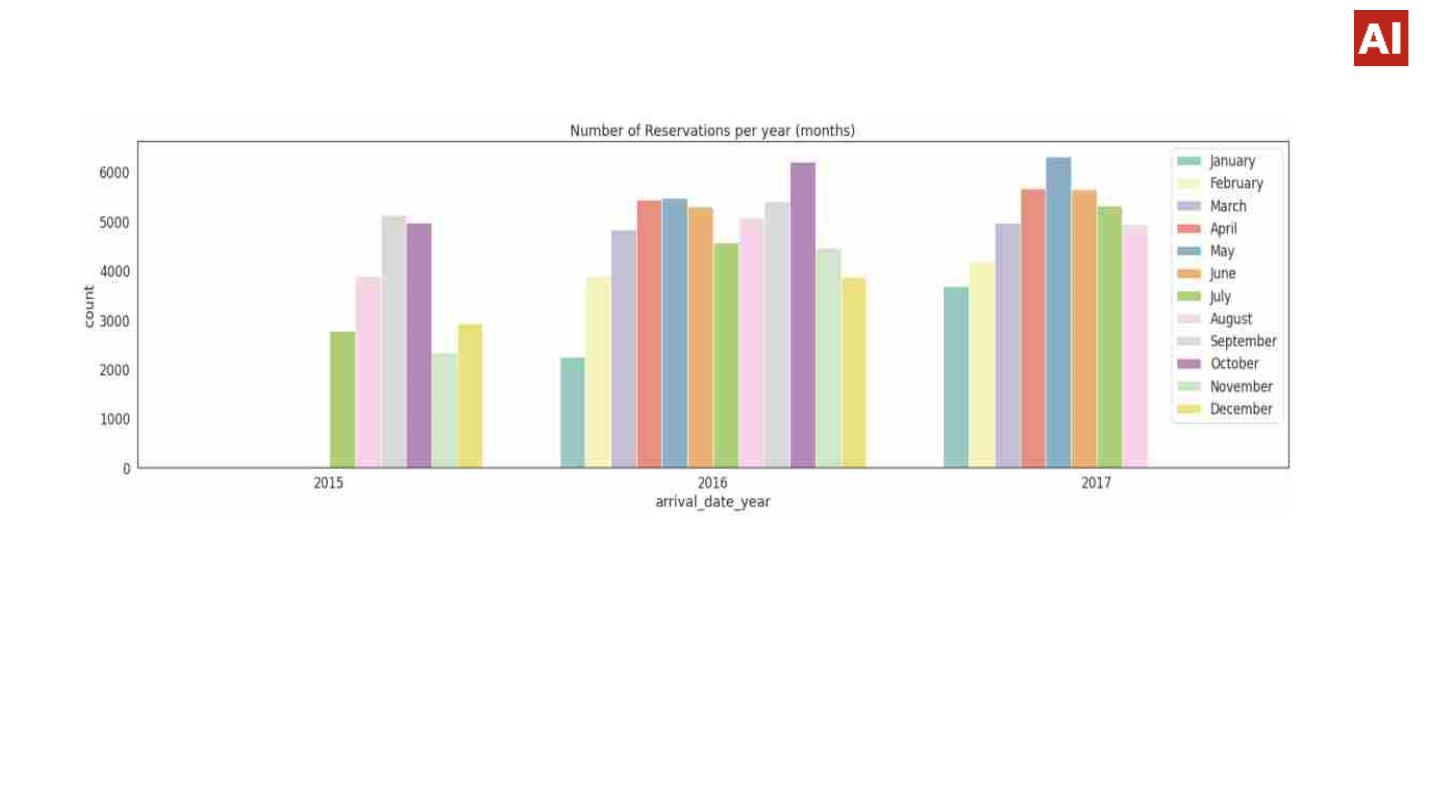 AI
Number of Reservations per year (months)
6000
5000
4000
3000
2000
1000
0
count
2015
2016
2017
arrival_date_year
January
February
March
April
May
June
July
August
September
October
November
December